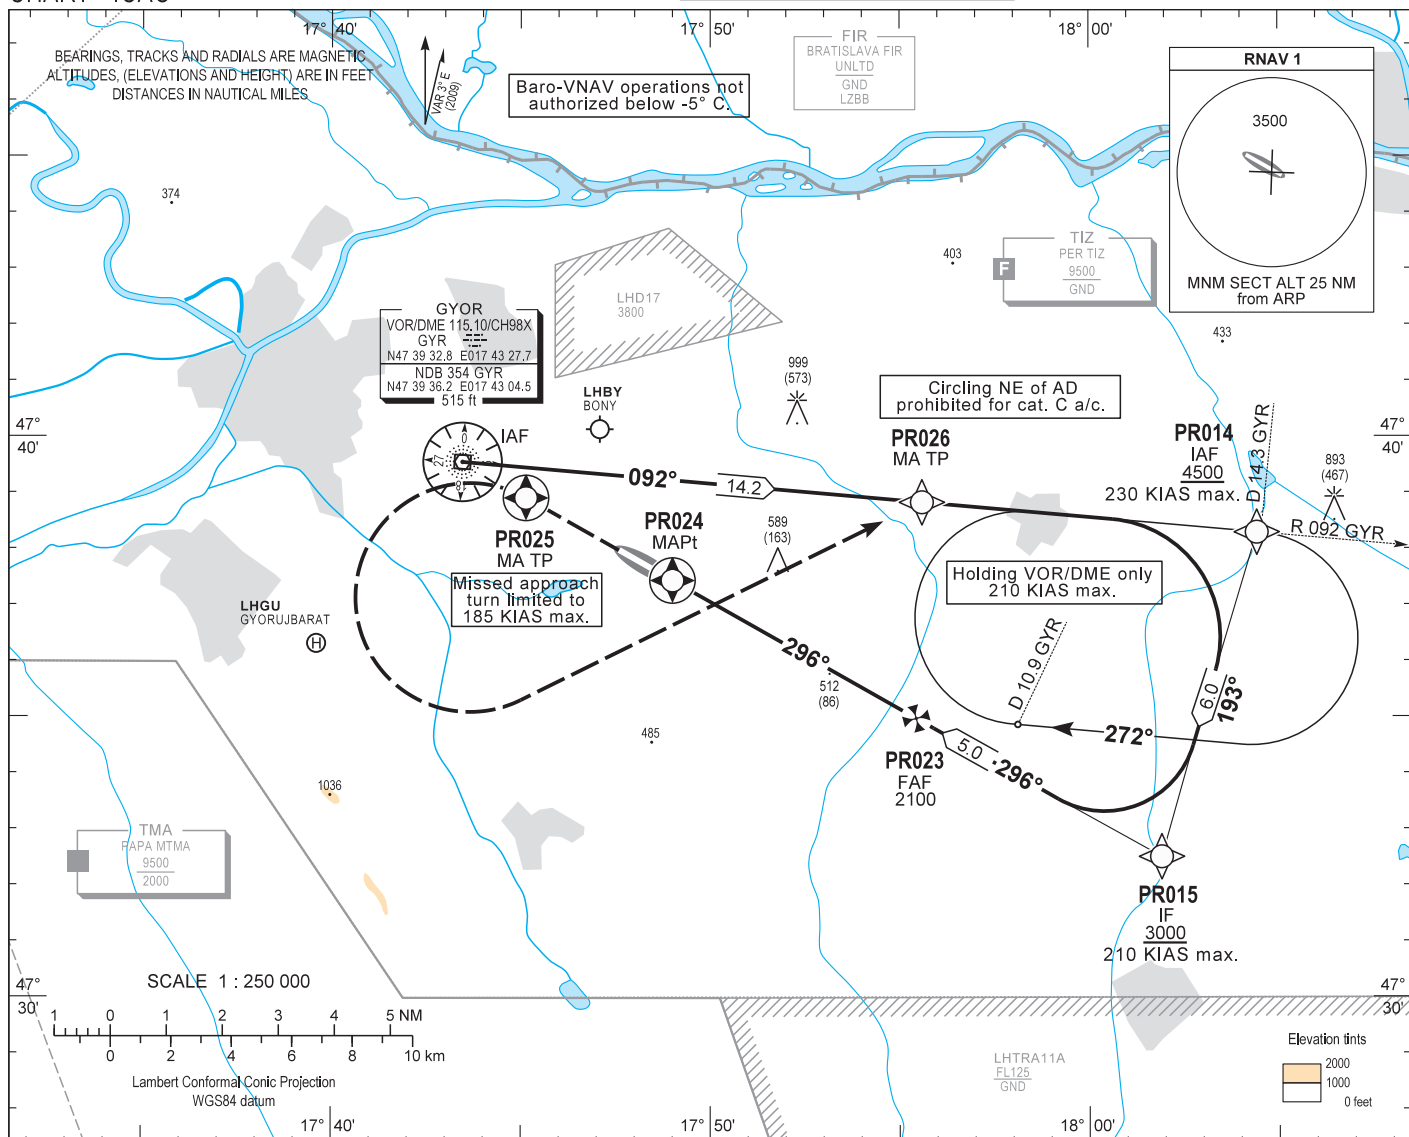 17° 40'
17° 50'
18° 00'
BEARINGS, TRACKS AND RADIALS ARE MAGNETIC
ALTITUDES, (ELEVATIONS AND HEIGHT) ARE IN FEET
DISTANCES IN NAUTICAL MILES
VAR 3° E
(2009)
Baro-VNAV operations not
authorized below -5° C.
FIR
BRATISLAVA FIR
UNLTD
GND
LZBB
RNAV 1
3500
MNM SECT ALT 25 NM
from ARP
374
403
TIZ
PER TIZ
9500
GND
F
433
LHD17
3800
GYOR
VOR/DME 115.10/CH98X
GYR
N47 39 32.8 E017 43 27.7
NDB 354 GYR
N47 39 36.2 E017 43 04.5
515 ft
LHBY
BONY
999
(573)
Circling NE of AD
prohibited for cat. C a/c.
47°
40'
47°
40'
IAF
0
27
18
PR026
MA TP
PR014
IAF
4500
230 KIAS max.
D 14.3 GYR
893
(467)
R 092 GYR
092°
14.2
PR025
MA TP
PR024
MAPt
589
(163)
Missed approach
turn limited to
185 KIAS max.
Holding VOR/DME only
210 KIAS max.
LHGU
GYORUJBARAT
H
296°
512
(86)
D 10.9 GYR
6.0
193°
272°
485
PR023
FAF
2100
5.0
296°
1036
TMA
PAPA MTMA
9500
2000
PR015
IF
3000
210 KIAS max.
SCALE 1 : 250 000
1 0 1 2 3 4 5 NM
0 2 4 6 8 10 km
Lambert Conformal Conic Projection
WGS84 datum
47°
30'
47°
30'
LHTRA11A
FL125
GND
Elevation tints
2000
1000
0 feet
17° 40'
17° 50'
18° 00'